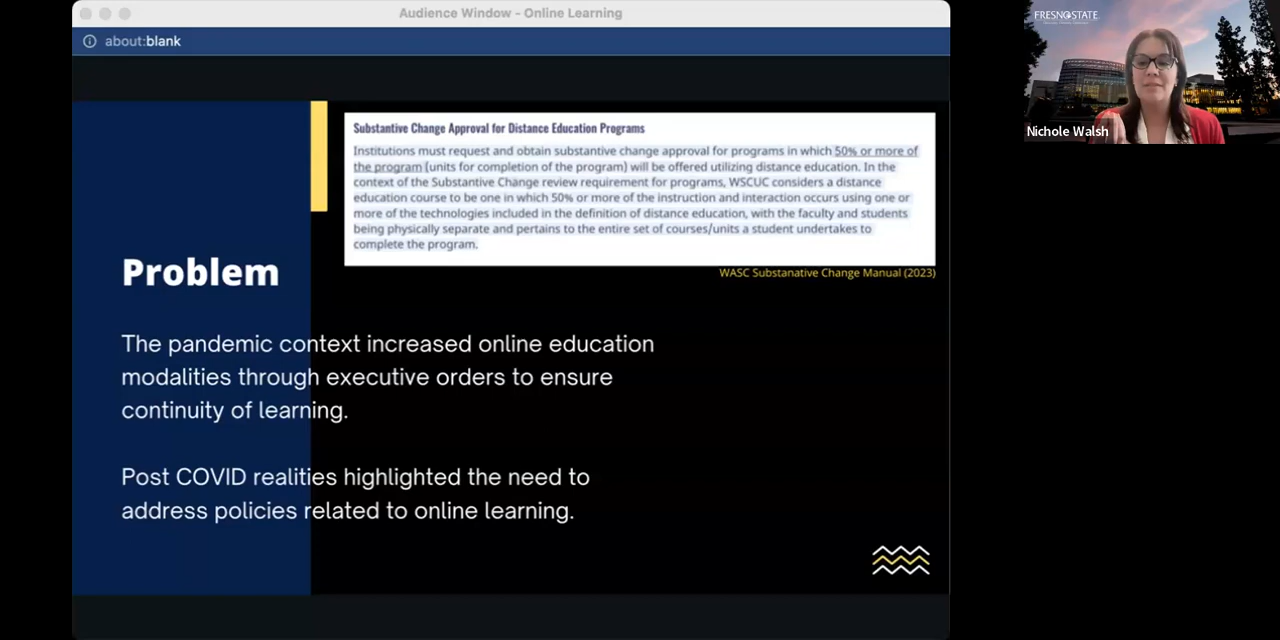 Audience Window - Online Learning
about:blank
Substantive Change Approval for Distance Education Programs
Institutions must request and obtain substantive change approval for programs in which 50% or more of
the program (units for completion of the program) will be offered utilizing distance education. In the
context of the Substantive Change review requirement for programs, WSCUC considers a distance
education course to be one in which 50% or more of the instruction and interaction occurs using one or
more of the technologies included in the definition of distance education, with the faculty and students
being physically separate and pertains to the entire set of courses/units a student undertakes to
complete the program.
WASC Substanative Change Manual (2023)
Problem
The pandemic context increased online education
modalities through executive orders to ensure
continuity of learning.
Post COVID realities highlighted the need to
address policies related to online learning.
FRESNO STATE
Nichole Walsh